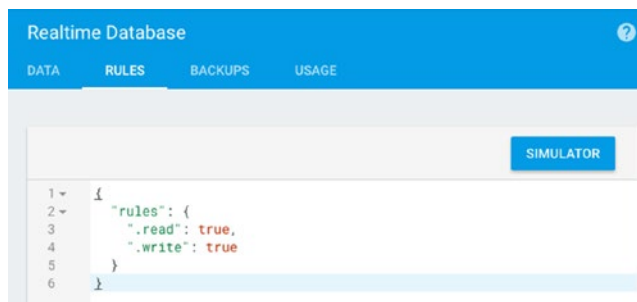 Realtime Database ?
DATA RULES BACKUPS USAGE
SIMULATOR
1 {
2 "rules": {
3 ".read": true,
4 ".write": true
5 }
6 }